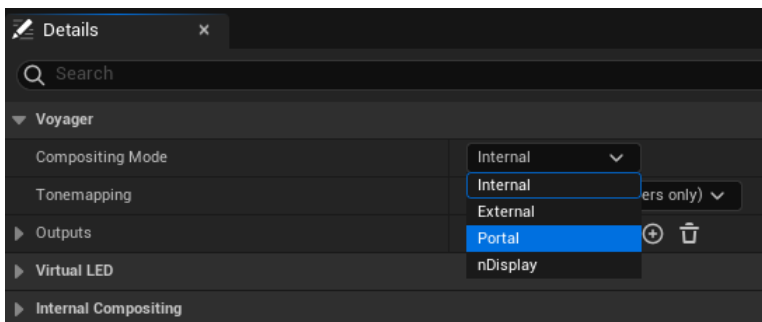 Details
Search
Voyager
Compositing Mode Internal
Internal
Tonemapping ers only)
External
Outputs
Portal
Virtual LED nDisplay
Internal Compositing